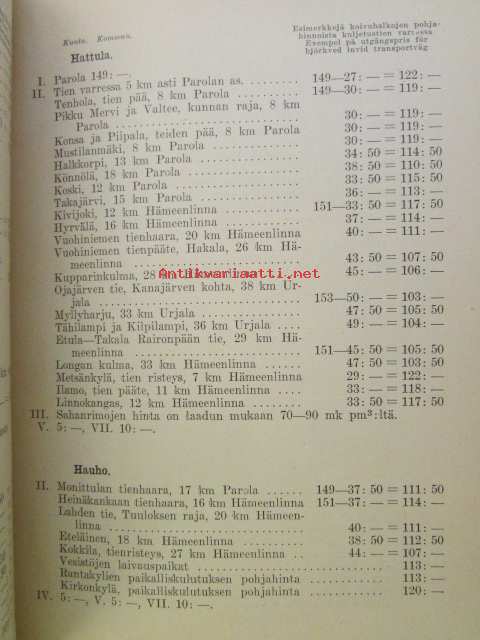 Kunta. Kommun.
Esimerkkejä koivuhalkojen pohja-
hinnoista kuljetustien varressa
Exempel på utgångspris för
björkved invid transportväg
Hattula.
I. Parola 149: —.
II. Tien varressa 5 km asti Parolan as. 149—27: — = 122: —
Tenhola, tien pää, 8 km Parola 149—30: — = 119: —
Pikku Mervi ja Valtee, kunnan raja, 8 km
Parola 30: — = 119: —
Konsa ja Piipala, teiden pää, 8 km Parola 30: — = 119: —
Mustilanmäki, 8 km Parola 30: — = 119: —
Halkkorpi, 13 km Parola 34: 50 = 114: 50
Könnölä, 18 km Parola 38: 50 = 110: 50
Koski, 12 km Parola 33: 50 = 115: 50
Takajärvi, 15 km Parola 36: — = 113: —
Kivijoki, 12 km Hämeenlinna 151—33: 50 = 117: 50
Hyrvälä, 16 km Hämeenlinna 37: — = 114: —
Vuohiniemen tienhaara, 20 km Hämeenlinna 40: — = 111: —
Vuohiniemen tienpääte, Hakala, 26 km Hä-
meenlinna 43: 50 = 107: 50
Kupparinkulma, 28 45: — = 106: —
Antikvariaatti.net
Ojajärven tie, Kanajärven kohta, 38 km Ur-
jala 153—50: — = 103: —
Myllyharju, 33 km Urjala 47: 50 = 105: 50
Tähilampi ja Kilpilampi, 36 km Urjala 49: — = 104: —
Etula—Takala Raironpään tie, 29 km Hä-
meenlinna 151—45: 50 = 105: 50
Longan kulma, 33 km Hämeenlinna 47: 50 = 103: 50
Metsänkylä, tien risteys, 7 km Hämeenlinna 29: — = 122: —
Ilamo, tien pääte, 11 km Hämeenlinna 33: — = 118: —
Linnokangas, 12 km Hämeenlinna 33: 50 = 117: 50
III. Sahanrimojen hinta on laadun mukaan 70—90 mk pm³:ltä.
V. 5: —, VII. 10: —.
Hauho.
II. Monittulan tienhaara, 17 km Parola 149—37: 50 = 111: 50
Heinäkankaan tienhaara, 16 km Hämeenlinna 151—37: — = 114: —
Lahden tie, Tuuloksen raja, 20 km Hämeen-
linna 40: — = 111: —
Eteläinen, 18 km Hämeenlinna 38: 50 = 112: 50
Kokkila, tienristeys, 27 km Hämeenlinna 44: — = 107: —
Vesistöjen laivauspaikat 113: —
Rantakylien paikalliskulutuksen pohjahinta 113: —
Kirkonkylä, paikalliskulutuksen pohjahinta 120: —
IV. 5: —, V. 5: —, VII. 10: —.